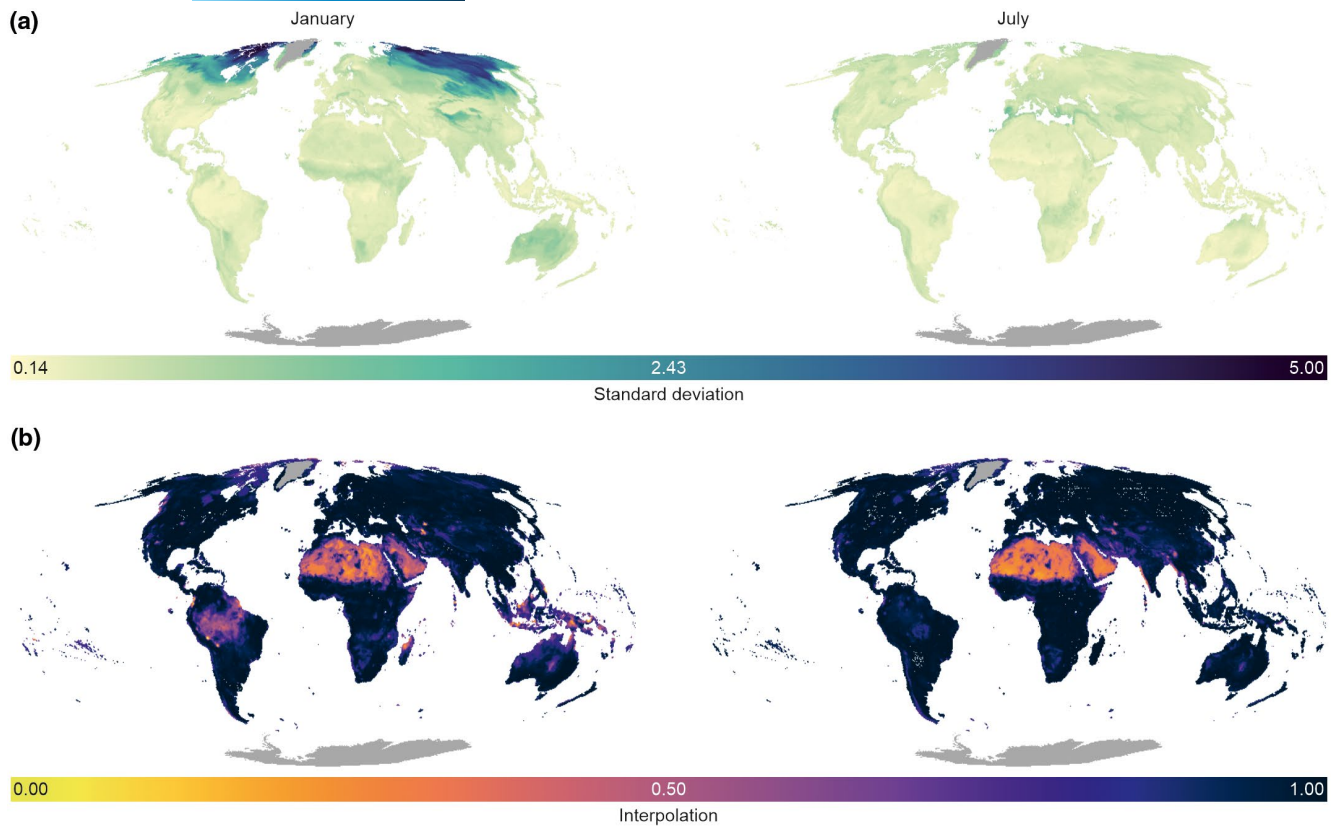 (a)
January
July
0.14
2.43
5.00
Standard deviation
(b)
0.00
0.50
1.00
Interpolation